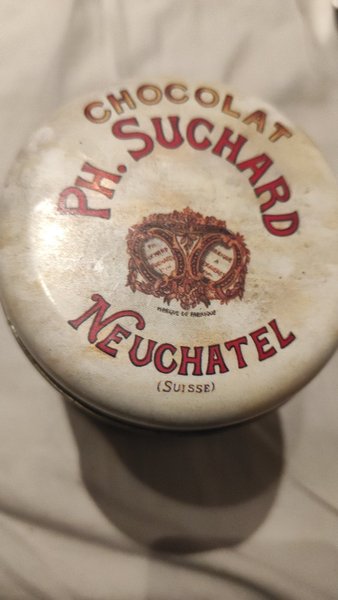 CHOCOLAT
PH. SUCHARD
MARQUE DE FABRIQUE
NEUCHATEL
(SUISSE)